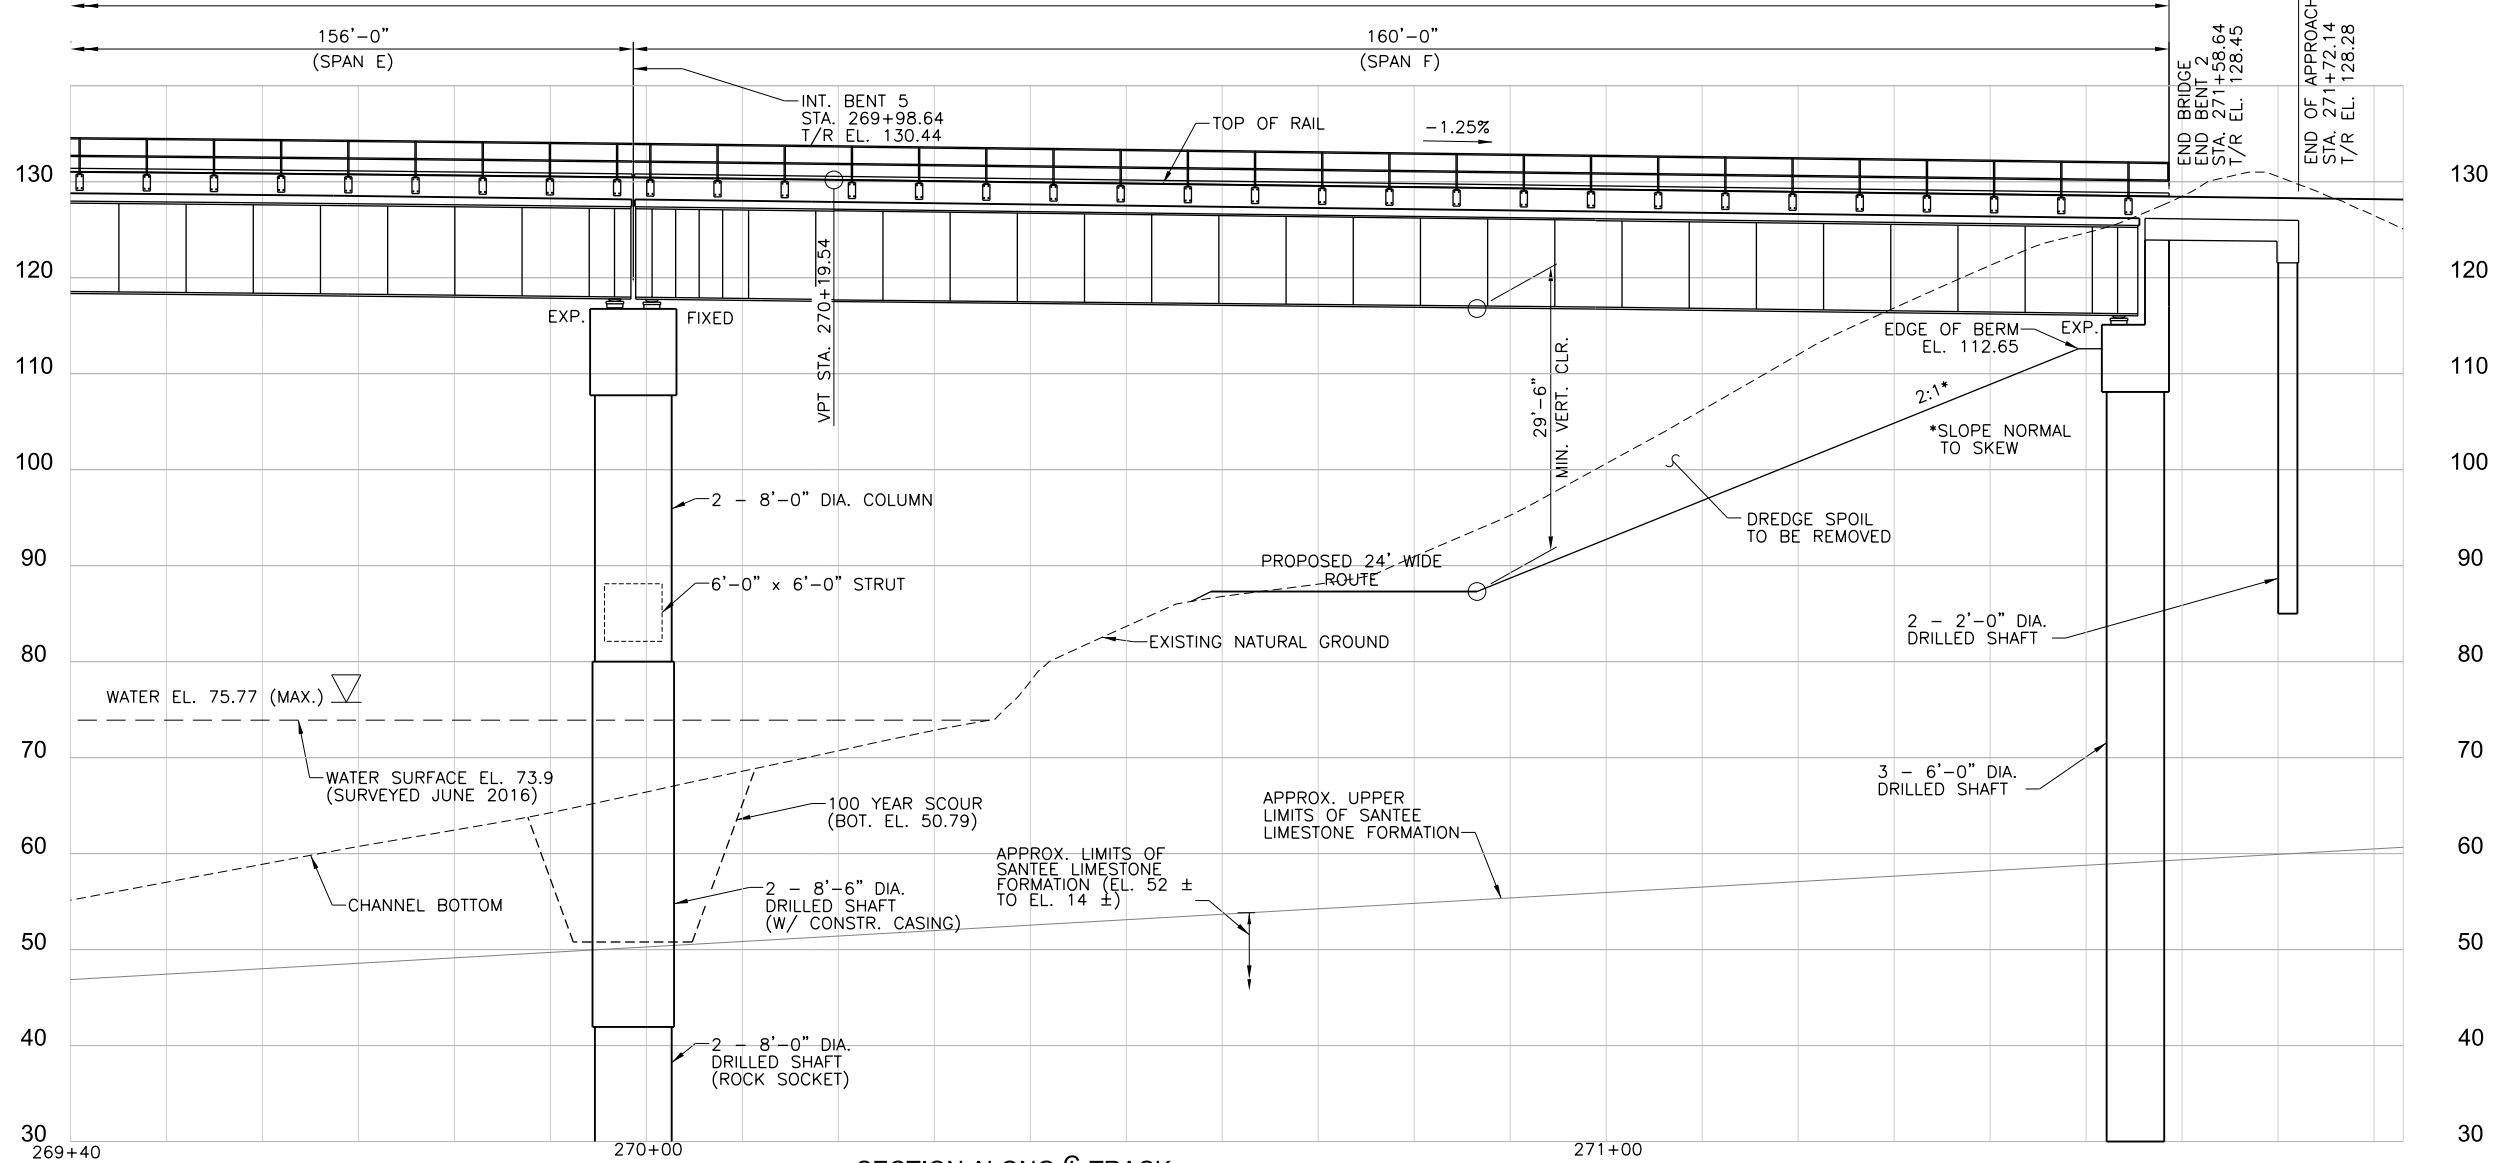 156'-0"
(SPAN E)
160'-0"
(SPAN F)
INT. BENT 5
STA. 269+98.64
T/R EL. 130.44
TOP OF RAIL
-1.25%
END BRIDGE
END BENT 2
STA. 271+58.64
T/R EL. 128.45
END OF APPROACH
STA. 271+72.14
T/R EL. 128.28
130
130
120
120
VPT STA. 270+19.54
EXP.
FIXED
EDGE OF BERM
EL. 112.65
EXP.
110
110
29'-6"
MIN. VERT. CLR.
2:1*
*SLOPE NORMAL
TO SKEW
100
100
2 - 8'-0" DIA. COLUMN
DREDGE SPOIL
TO BE REMOVED
90
90
PROPOSED 24' WIDE
ROUTE
6'-0" x 6'-0" STRUT
2 - 2'-0" DIA.
DRILLED SHAFT
EXISTING NATURAL GROUND
80
80
WATER EL. 75.77 (MAX.)
70
70
WATER SURFACE EL. 73.9
(SURVEYED JUNE 2016)
3 - 6'-0" DIA.
DRILLED SHAFT
100 YEAR SCOUR
(BOT. EL. 50.79)
APPROX. UPPER
LIMITS OF SANTEE
LIMESTONE FORMATION
60
60
APPROX. LIMITS OF
SANTEE LIMESTONE
FORMATION (EL. 52 ±
TO EL. 14 ±)
CHANNEL BOTTOM
2 - 8'-6" DIA.
DRILLED SHAFT
(W/ CONSTR. CASING)
50
50
40
40
2 - 8'-0" DIA.
DRILLED SHAFT
(ROCK SOCKET)
30
30
269+40
270+00
271+00
SECTION ALONG ℄ TRACK